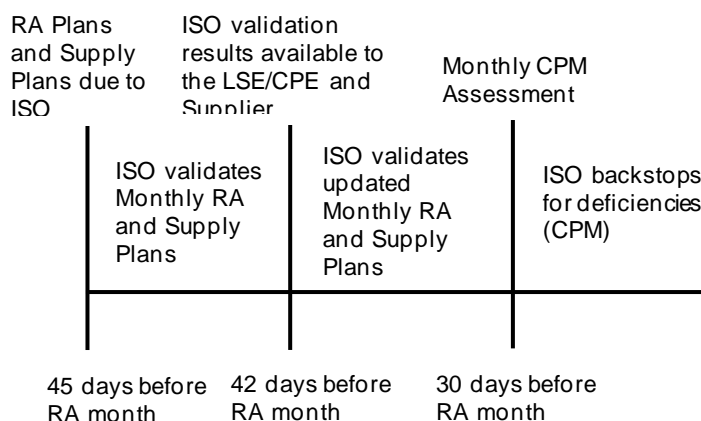 RA Plans
and Supply
Plans due to
ISO
ISO validation
results available to
the LSE/CPE and
Supplier
Monthly CPM
Assessment
ISO validates
Monthly RA
and Supply
Plans
ISO validates
updated
Monthly RA
and Supply
Plans
ISO backstops
for deficiencies
(CPM)
45 days before
RA month
42 days before
RA month
30 days before
RA month